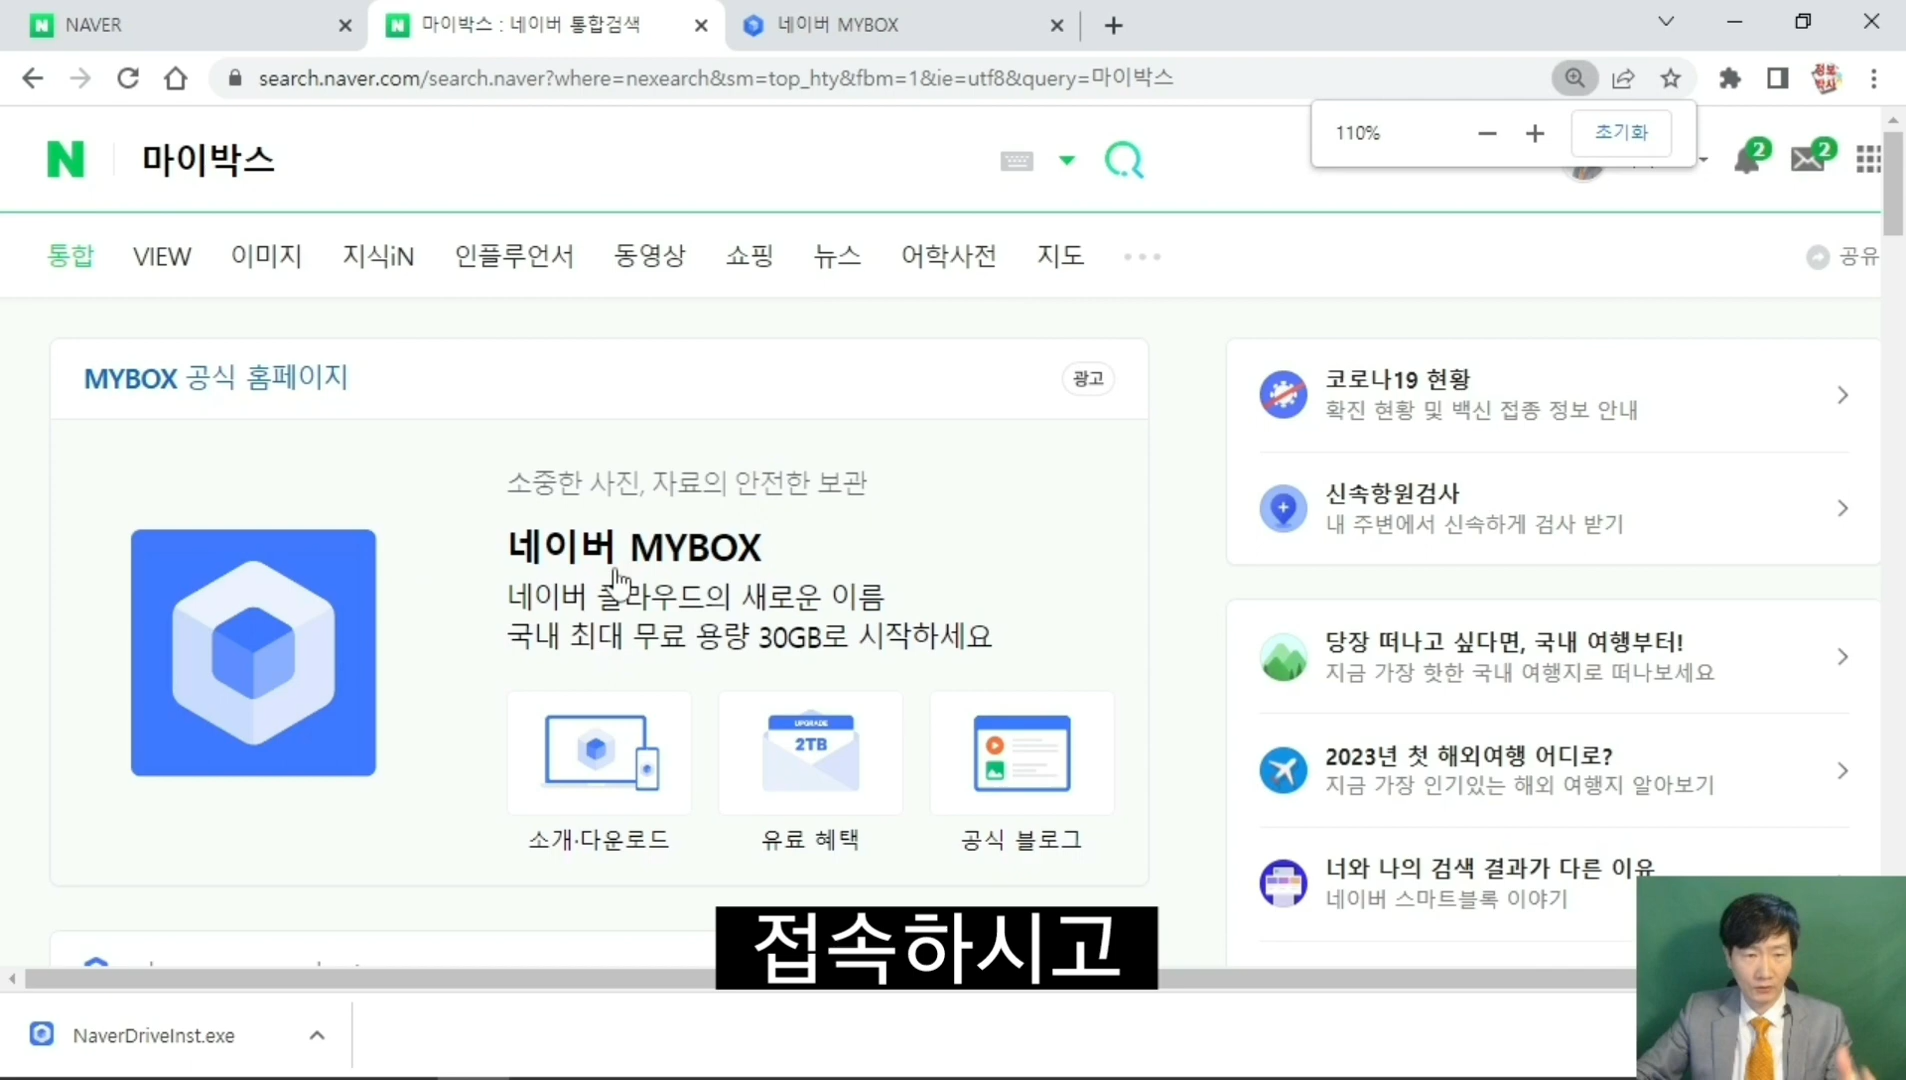 NAVER
마이박스 : 네이버 통합검색
네이버 MYBOX
search.naver.com/search.naver?where=nexearch&sm=top_hty&fbm=1&ie=utf8&query=마이박스
정보
박사
110%
초기화
N
마이박스
2
2
통합
VIEW
이미지
지식iN
인플루언서
동영상
쇼핑
뉴스
어학사전
지도
공유
MYBOX 공식 홈페이지
광고
소중한 사진, 자료의 안전한 보관
네이버 MYBOX
네이버 클라우드의 새로운 이름
국내 최대 무료 용량 30GB로 시작하세요
UPGRADE
2TB
소개·다운로드
유료 혜택
공식 블로그
코로나19 현황
확진 현황 및 백신 접종 정보 안내
신속항원검사
내 주변에서 신속하게 검사 받기
당장 떠나고 싶다면, 국내 여행부터!
지금 가장 핫한 국내 여행지로 떠나보세요
2023년 첫 해외여행 어디로?
지금 가장 인기있는 해외 여행지 알아보기
너와 나의 검색 결과가 다른 이유
네이버 스마트블록 이야기
접속하시고
NaverDriveInst.exe